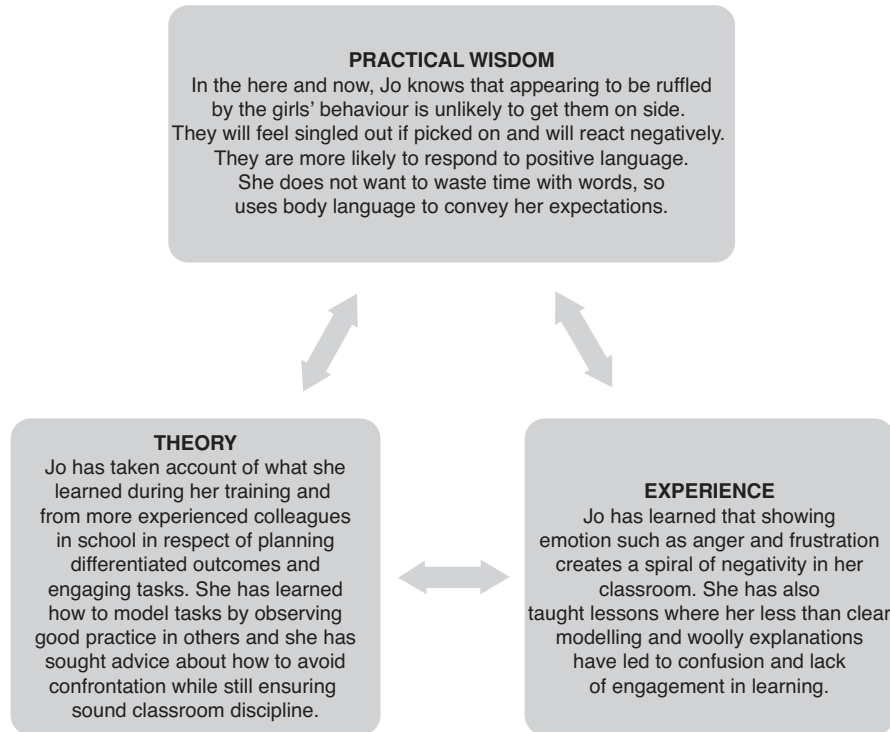 PRACTICAL WISDOM
In the here and now, Jo knows that appearing to be ruffled
by the girls’ behaviour is unlikely to get them on side.
They will feel singled out if picked on and will react negatively.
They are more likely to respond to positive language.
She does not want to waste time with words, so
uses body language to convey her expectations.
THEORY
Jo has taken account of what she
learned during her training and
from more experienced colleagues
in school in respect of planning
differentiated outcomes and
engaging tasks. She has learned
how to model tasks by observing
good practice in others and she has
sought advice about how to avoid
confrontation while still ensuring
sound classroom discipline.
EXPERIENCE
Jo has learned that showing
emotion such as anger and frustration
creates a spiral of negativity in her
classroom. She has also
taught lessons where her less than clear
modelling and woolly explanations
have led to confusion and lack
of engagement in learning.